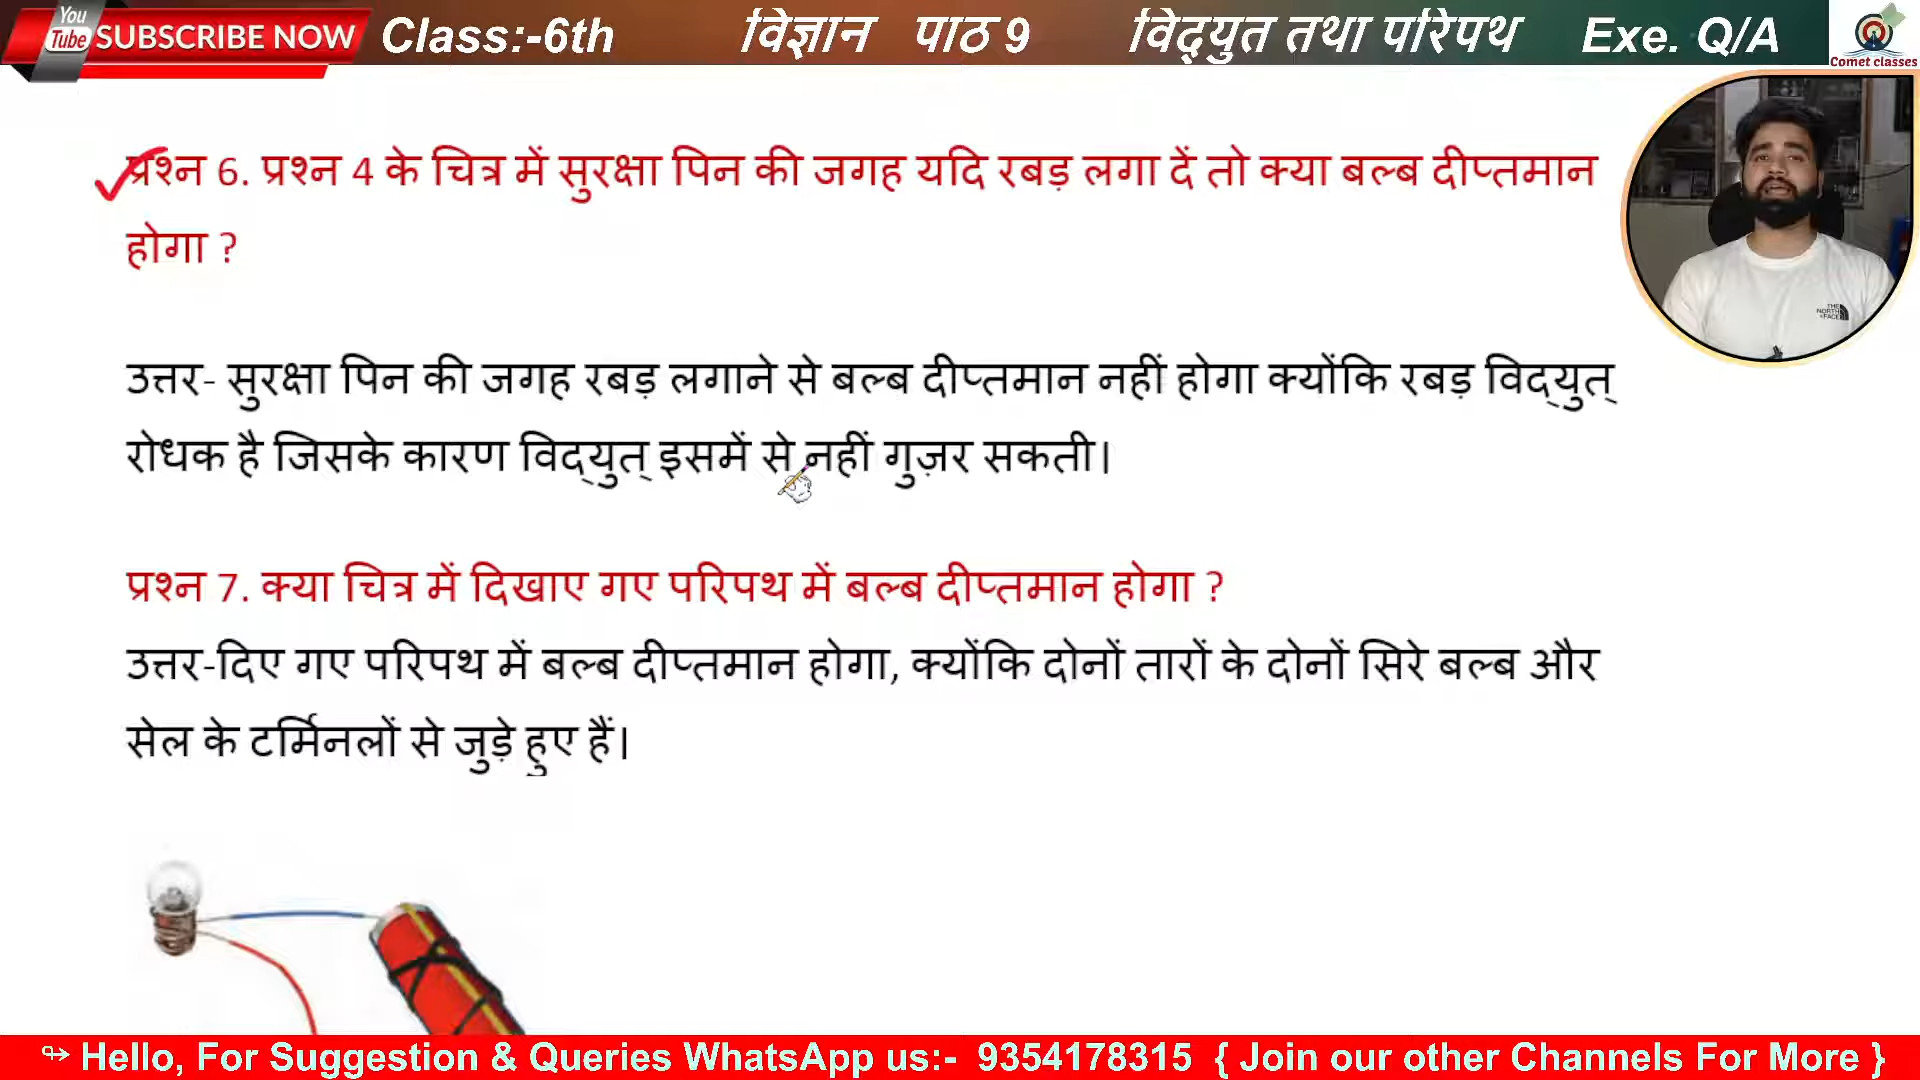 You Tube SUBSCRIBE NOW Class:-6th विज्ञान पाठ 9 विद्युत तथा परिपथ Exe. Q/A
Comet classes
प्रश्न 6. प्रश्न 4 के चित्र में सुरक्षा पिन की जगह यदि रबड़ लगा दें तो क्या बल्ब दीप्तमान
होगा ?
THE NORTH FACE
उत्तर- सुरक्षा पिन की जगह रबड़ लगाने से बल्ब दीप्तमान नहीं होगा क्योंकि रबड़ विद्युत्
रोधक है जिसके कारण विद्युत् इसमें से नहीं गुज़र सकती।
प्रश्न 7. क्या चित्र में दिखाए गए परिपथ में बल्ब दीप्तमान होगा ?
उत्तर-दिए गए परिपथ में बल्ब दीप्तमान होगा, क्योंकि दोनों तारों के दोनों सिरे बल्ब और
सेल के टर्मिनलों से जुड़े हुए हैं।
↬ Hello, For Suggestion & Queries WhatsApp us:- 9354178315 { Join our other Channels For More }